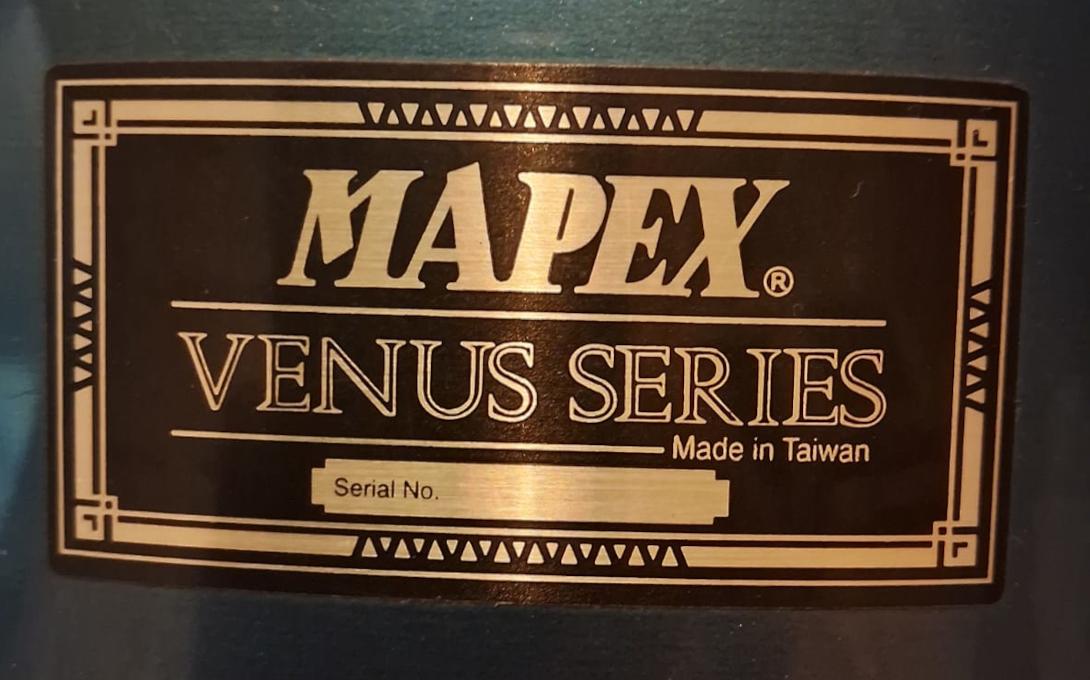 MAPEX®
VENUS SERIES
Made in Taiwan
Serial No.